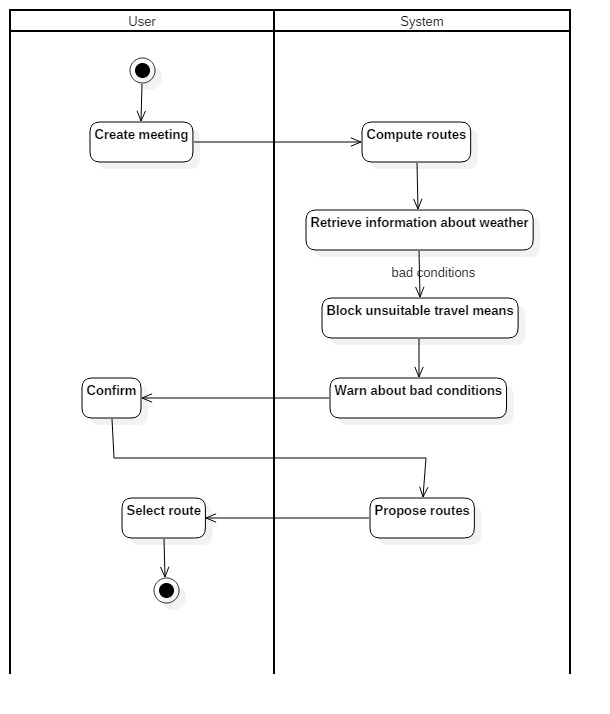 User
System
Create meeting
Compute routes
Retrieve information about weather
bad conditions
Block unsuitable travel means
Confirm
Warn about bad conditions
Select route
Propose routes